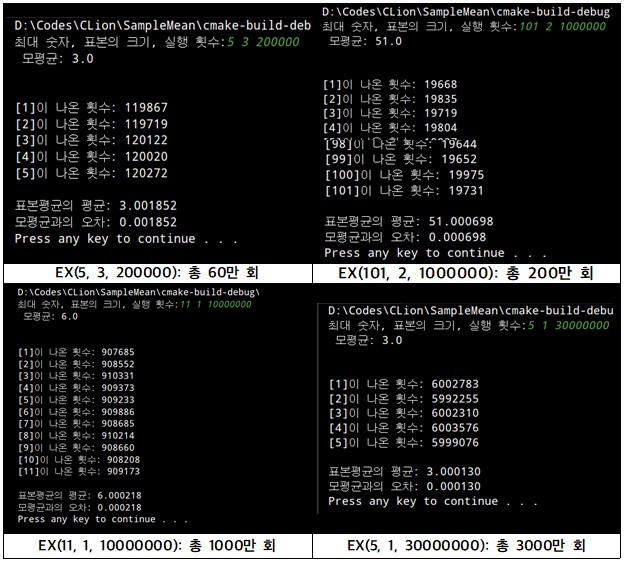 D:\Codes\CLion\SampleMean\cmake-build-deb
최대 숫자, 표본의 크기, 실행 횟수:5 3 200000
모평균: 3.0
[1]이 나온 횟수: 119867
[2]이 나온 횟수: 119719
[3]이 나온 횟수: 120122
[4]이 나온 횟수: 120020
[5]이 나온 횟수: 120272
표본평균의 평균: 3.001852
모평균과의 오차: 0.001852
Press any key to continue . . .
EX(5, 3, 200000): 총 60만 회
D:\Codes\CLion\SampleMean\cmake-build-debug
최대 숫자, 표본의 크기, 실행 횟수:101 2 1000000
모평균: 51.0
[1]이 나온 횟수: 19668
[2]이 나온 횟수: 19835
[3]이 나온 횟수: 19719
[4]이 나온 횟수: 19804
[98]이 나온 횟수: 19644
[99]이 나온 횟수: 19652
[100]이 나온 횟수: 19975
[101]이 나온 횟수: 19731
표본평균의 평균: 51.000698
모평균과의 오차: 0.000698
Press any key to continue . . .
EX(101, 2, 1000000): 총 200만 회
D:\Codes\CLion\SampleMean\cmake-build-debug\
최대 숫자, 표본의 크기, 실행 횟수:11 1 10000000
모평균: 6.0
[1]이 나온 횟수: 907685
[2]이 나온 횟수: 908552
[3]이 나온 횟수: 910331
[4]이 나온 횟수: 909373
[5]이 나온 횟수: 909233
[6]이 나온 횟수: 909886
[7]이 나온 횟수: 908685
[8]이 나온 횟수: 910214
[9]이 나온 횟수: 908660
[10]이 나온 횟수: 908208
[11]이 나온 횟수: 909173
표본평균의 평균: 6.000218
모평균과의 오차: 0.000218
Press any key to continue . . .
EX(11, 1, 10000000): 총 1000만 회
D:\Codes\CLion\SampleMean\cmake-build-debu
최대 숫자, 표본의 크기, 실행 횟수:5 1 30000000
모평균: 3.0
[1]이 나온 횟수: 6002783
[2]이 나온 횟수: 5992255
[3]이 나온 횟수: 6002310
[4]이 나온 횟수: 6003576
[5]이 나온 횟수: 5999076
표본평균의 평균: 3.000130
모평균과의 오차: 0.000130
Press any key to continue . . .
EX(5, 1, 30000000): 총 3000만 회